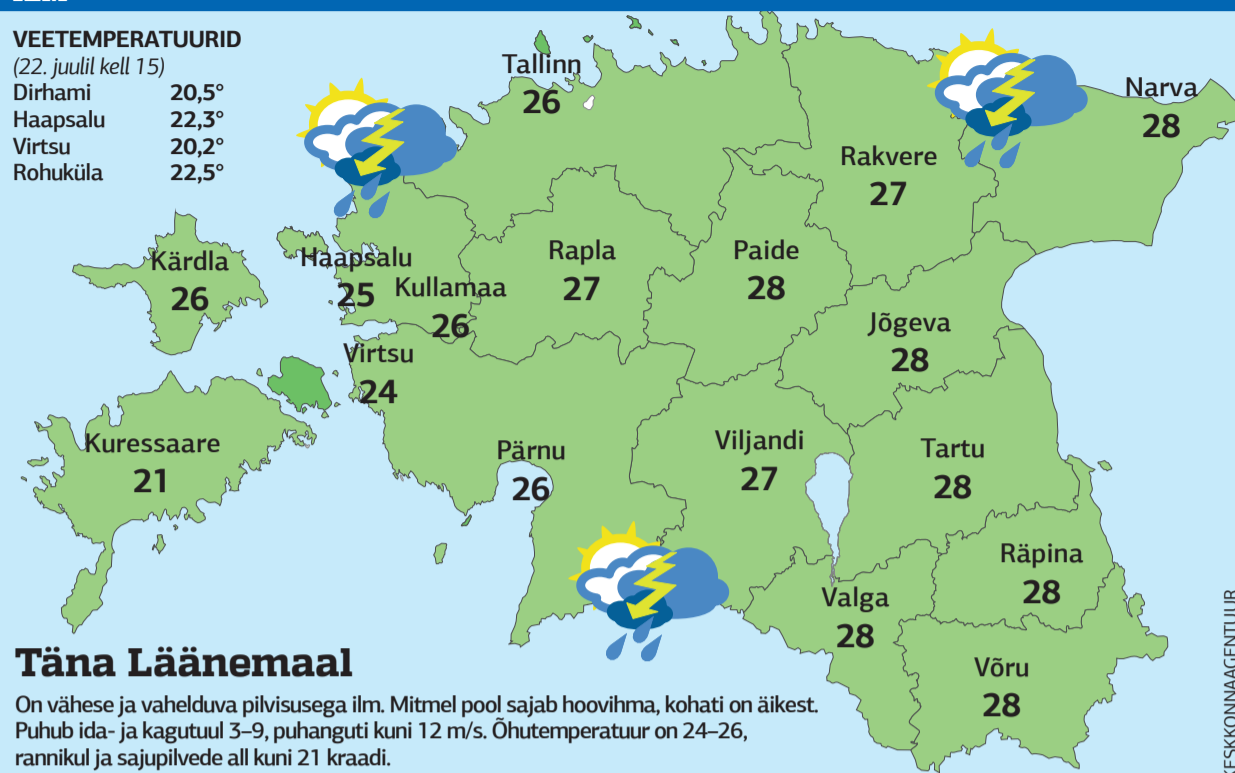 VEETEMPERATUURID
(22. juulil kell 15)
Dirhami 20,5°
Haapsalu 22,3°
Virtsu 20,2°
Rohuküla 22,5°
Tallinn
26
Narva
28
Rakvere
27
Kärdla
26
Haapsalu
25
Kullamaa
26
Rapla
27
Paide
28
Jõgeva
28
Virtsu
24
Kuressaare
21
Pärnu
26
Viljandi
27
Tartu
28
Räpina
28
Valga
28
Võru
28
Täna Läänemaal
On vähese ja vahelduva pilvisusega ilm. Mitmel pool sajab hoovihma, kohati on äikest.
Puhub ida- ja kagutuul 3–9, puhanguti kuni 12 m/s. Õhutemperatuur on 24–26,
rannikul ja sajupilvede all kuni 21 kraadi.
KESKKONNAAGENTUUR